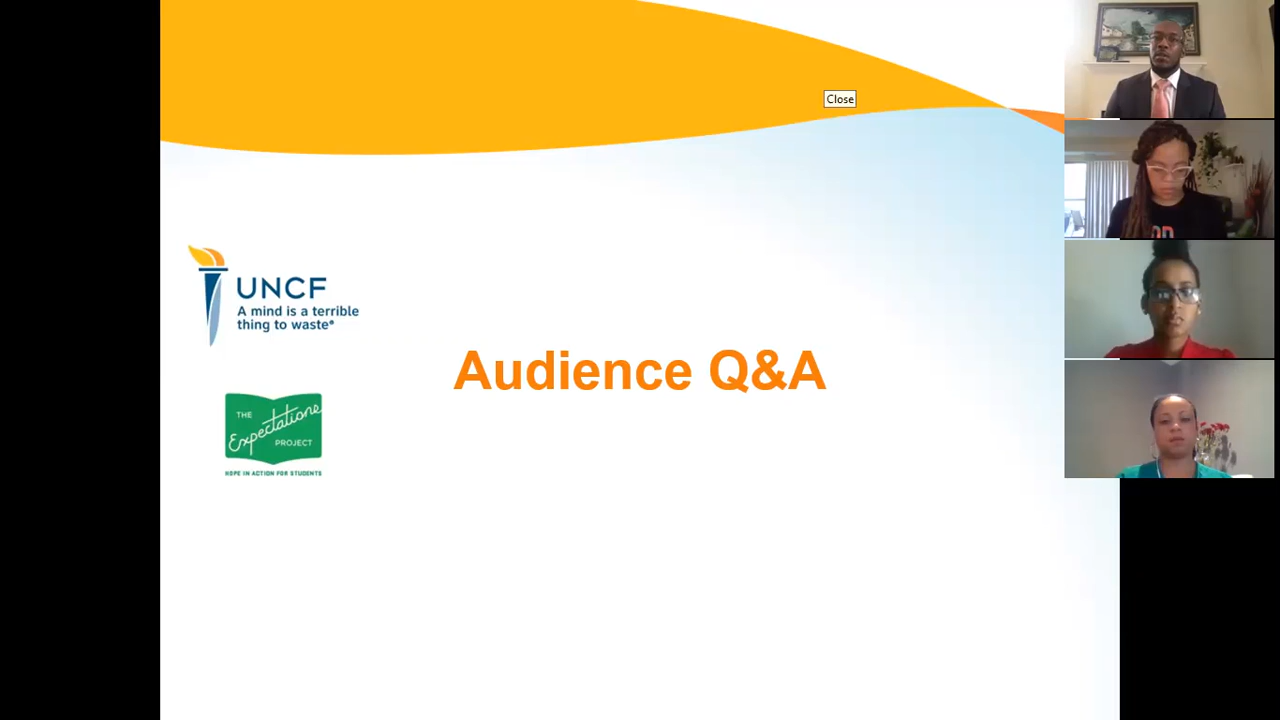 Close
UNCF
A mind is a terrible
thing to waste®
Audience Q&A
THE
Expectations
PROJECT
HOPE IN ACTION FOR STUDENTS